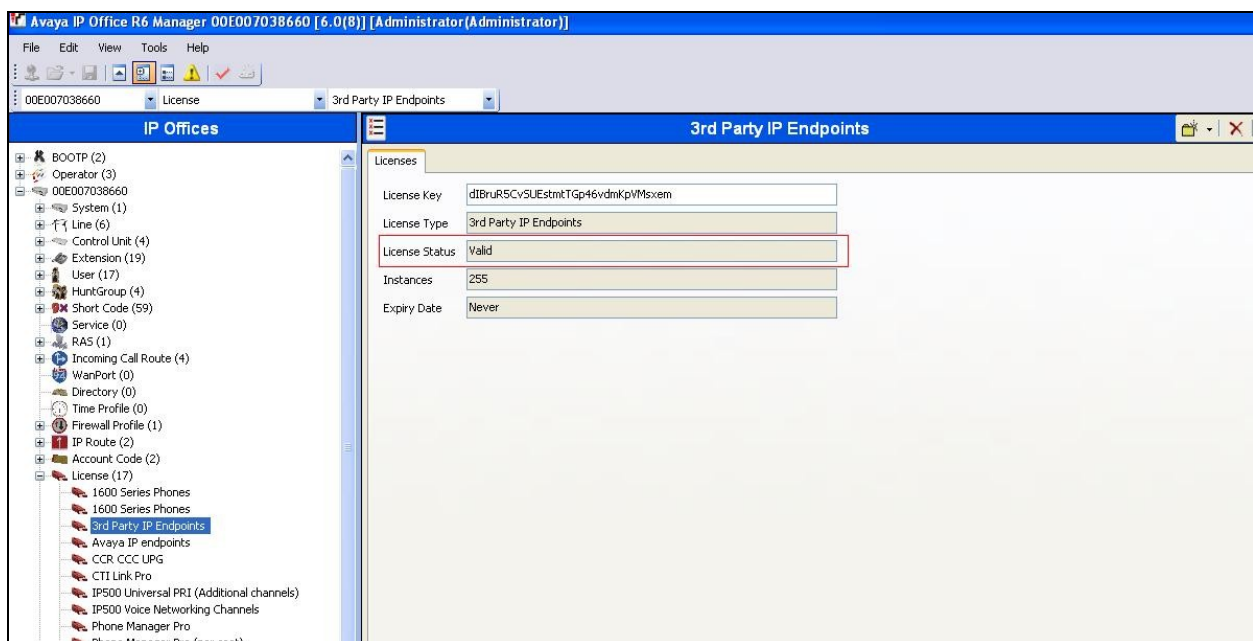 Avaya IP Office R6 Manager 00E007038660 [6.0(8)] [Administrator(Administrator)]
File Edit View Tools Help
00E007038660 License 3rd Party IP Endpoints
IP Offices
BOOTP (2)
Operator (3)
00E007038660
System (1)
Line (6)
Control Unit (4)
Extension (19)
User (17)
HuntGroup (4)
Short Code (59)
Service (0)
RAS (1)
Incoming Call Route (4)
WanPort (0)
Directory (0)
Time Profile (0)
Firewall Profile (1)
IP Route (2)
Account Code (2)
License (17)
1600 Series Phones
1600 Series Phones
3rd Party IP Endpoints
Avaya IP endpoints
CCR CCC UPG
CTI Link Pro
IP500 Universal PRI (Additional channels)
IP500 Voice Networking Channels
Phone Manager Pro
3rd Party IP Endpoints
Licenses
License Key dIBruR5CvSUEstmtTGp46vdmKpVMsxem
License Type 3rd Party IP Endpoints
License Status Valid
Instances 255
Expiry Date Never